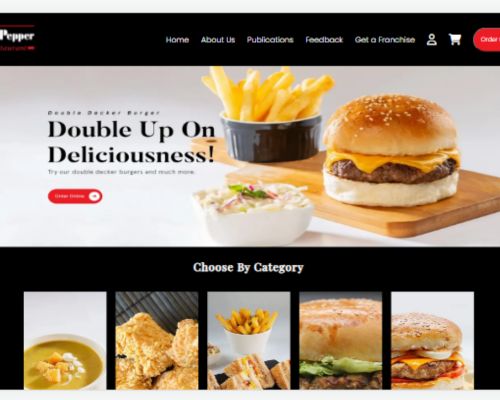 Pepper
Home
About Us
Publications
Feedback
Get a Franchise
Order
Double Decker Burger
Double Up On
Deliciousness!
Try our double decker burgers and much more.
Order Online
Choose By Category